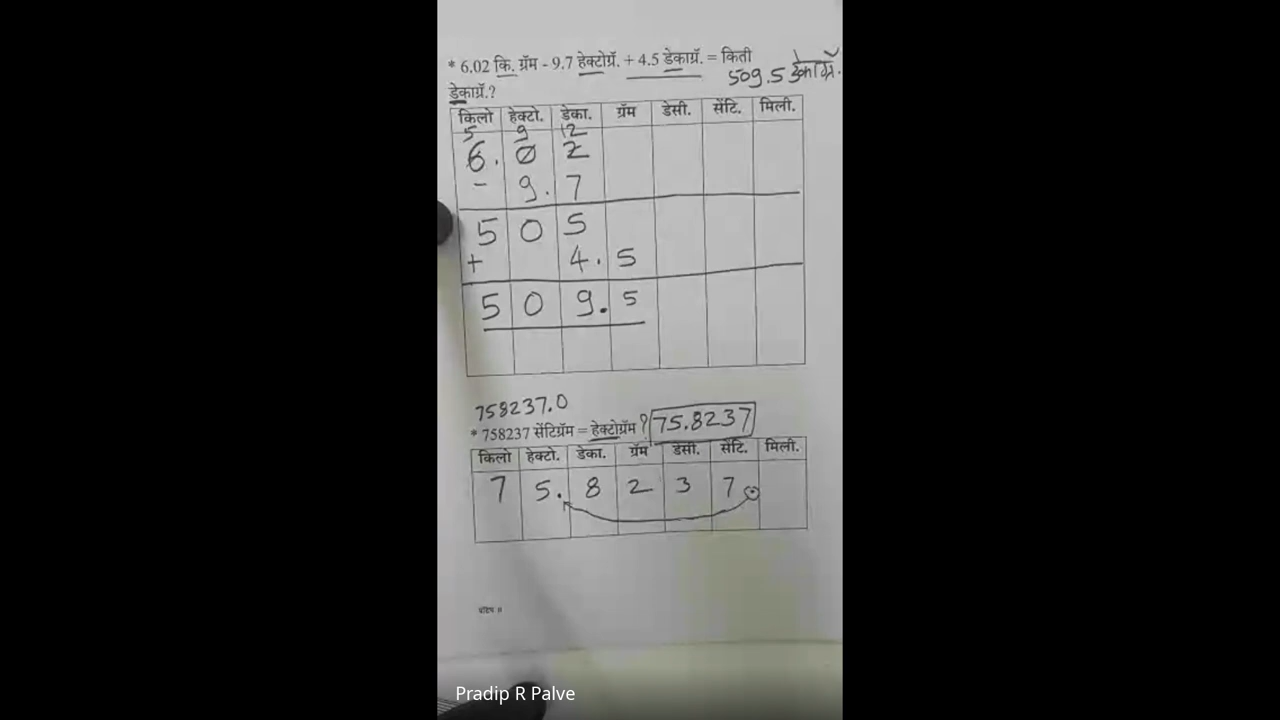 * 6.02 कि. ग्रॅम - 9.7 हेक्टोग्रॅ. + 4.5 डेकाग्रॅ. = किती
509.5 डेकाग्रॅ.
डेकाग्रॅ.?
किलो हेक्टो. डेका. ग्रॅम डेसी. सेंटि. मिली.
5 9 12
6. 0 2
- 9. 7
5 0 5
+ 4. 5
5 0 9. 5
758237.0
* 758237 सेंटिग्रॅम = हेक्टोग्रॅम ? 75.8237
किलो हेक्टो. डेका. ग्रॅम डेसी. सेंटि. मिली.
7 5. 8 2 3 7
Pradip R Palve